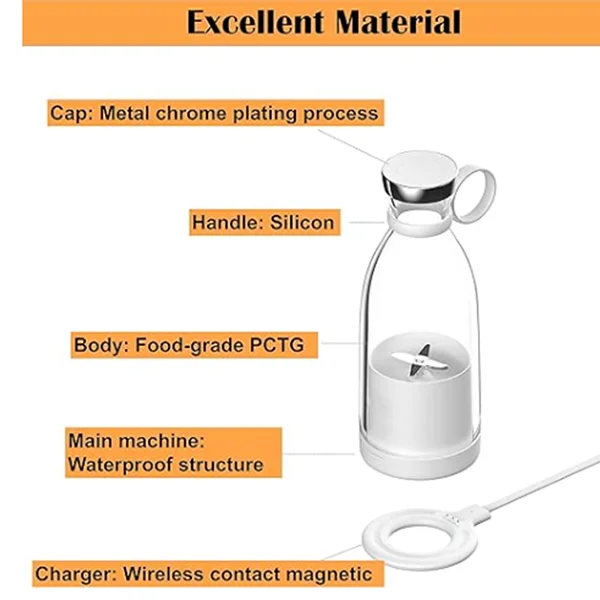 Excellent Material
Cap: Metal chrome plating process
Handle: Silicon
Body: Food-grade PCTG
Main machine:
Waterproof structure
Charger: Wireless contact magnetic